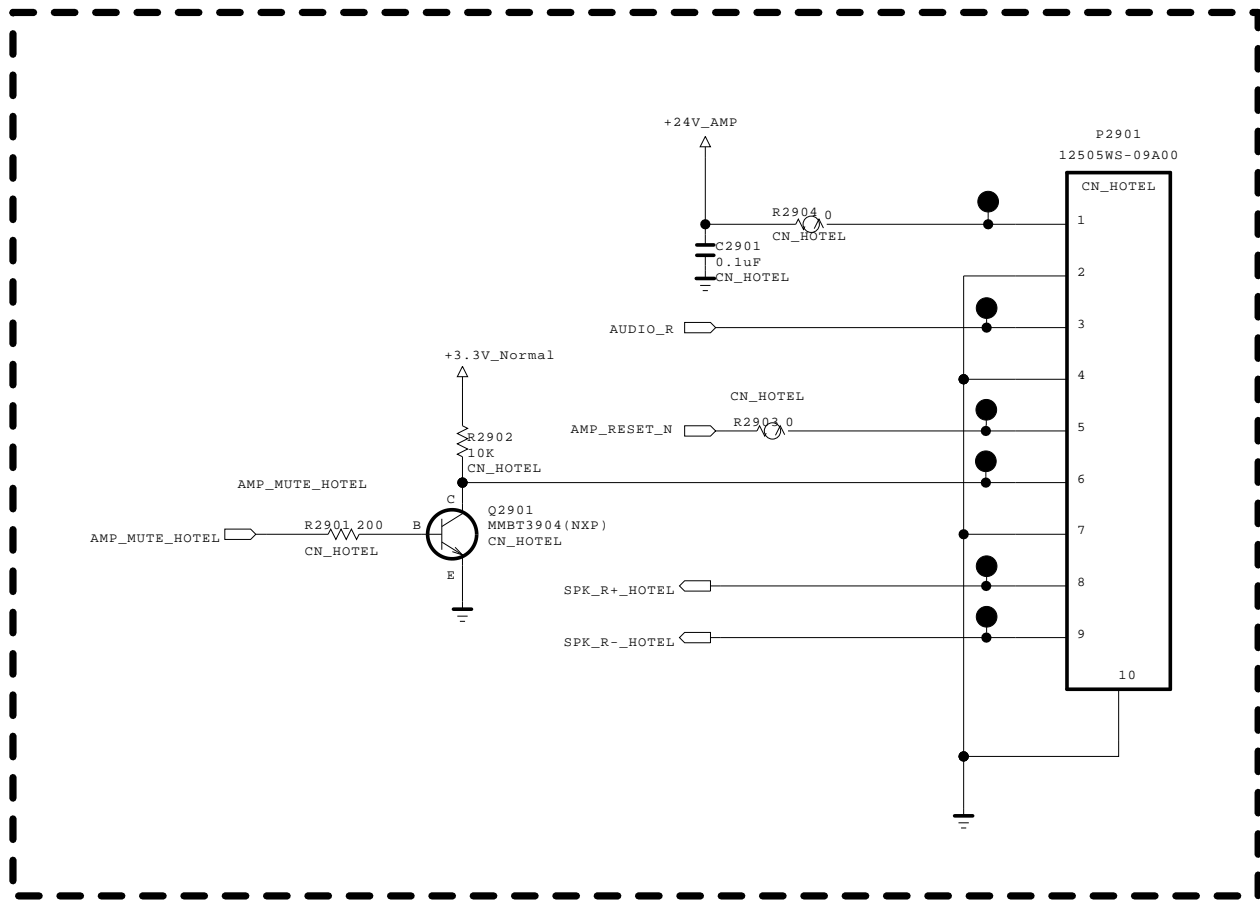 +24V_AMP
P2901
12505WS-09A00
CN_HOTEL
R2904 0
CN_HOTEL
1
C2901
0.1uF
CN_HOTEL
2
AUDIO_R
3
+3.3V_Normal
4
CN_HOTEL
R2903 0
AMP_RESET_N
5
R2902
10K
CN_HOTEL
6
AMP_MUTE_HOTEL
C
Q2901
MMBT3904(NXP)
CN_HOTEL
R2901 200
B
AMP_MUTE_HOTEL
CN_HOTEL
7
E
SPK_R+_HOTEL
8
SPK_R-_HOTEL
9
10